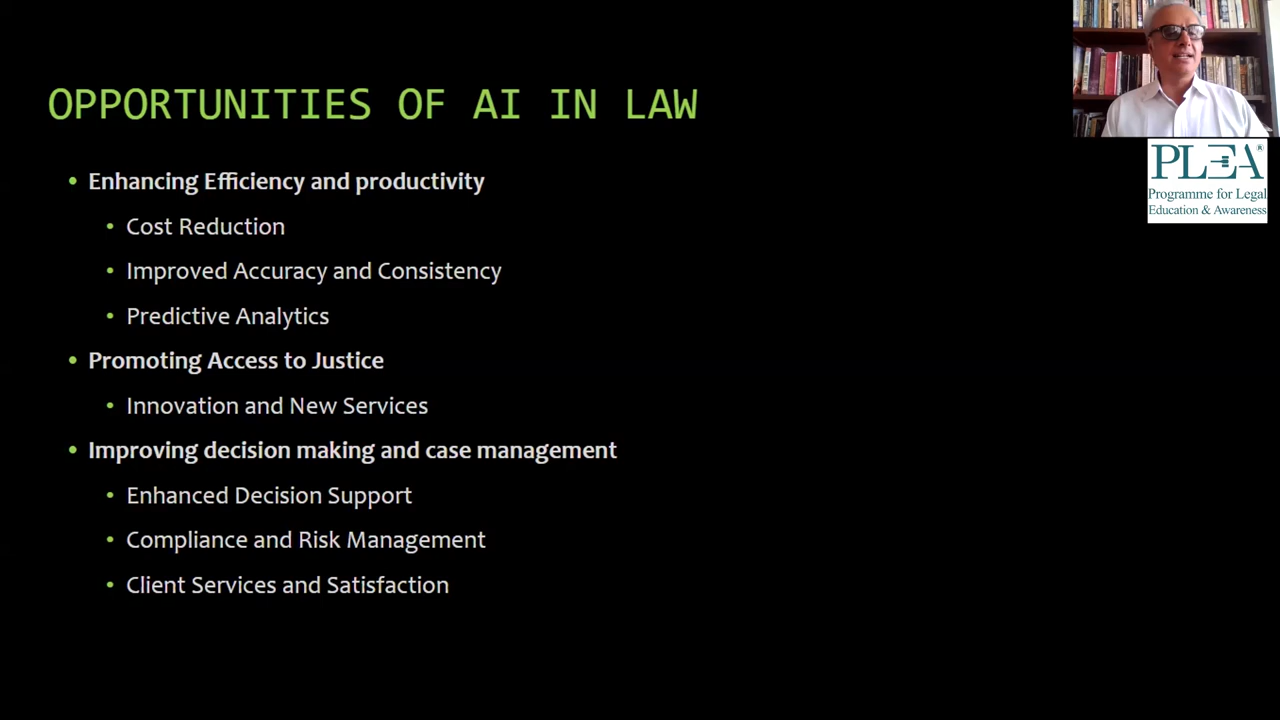 OPPORTUNITIES OF AI IN LAW
• Enhancing Efficiency and productivity
• Cost Reduction
• Improved Accuracy and Consistency
• Predictive Analytics
• Promoting Access to Justice
• Innovation and New Services
• Improving decision making and case management
• Enhanced Decision Support
• Compliance and Risk Management
• Client Services and Satisfaction
PLEA®
Programme for Legal
Education & Awareness